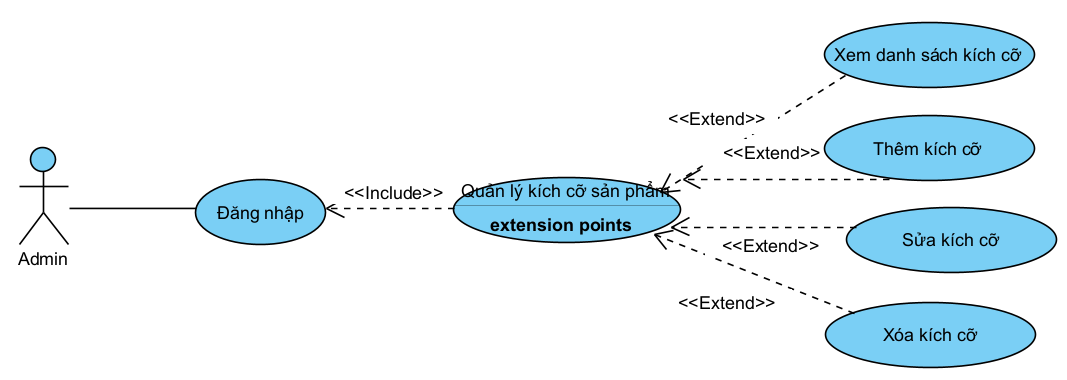 Admin
Đăng nhập
<<Include>>
Quản lý kích cỡ sản phẩm
extension points
<<Extend>>
<<Extend>>
<<Extend>>
<<Extend>>
Xem danh sách kích cỡ
Thêm kích cỡ
Sửa kích cỡ
Xóa kích cỡ